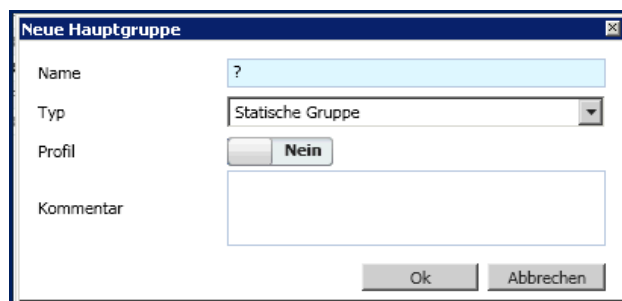 Neue Hauptgruppe
Name ?
Typ Statische Gruppe
Profil Nein
Kommentar
Ok Abbrechen